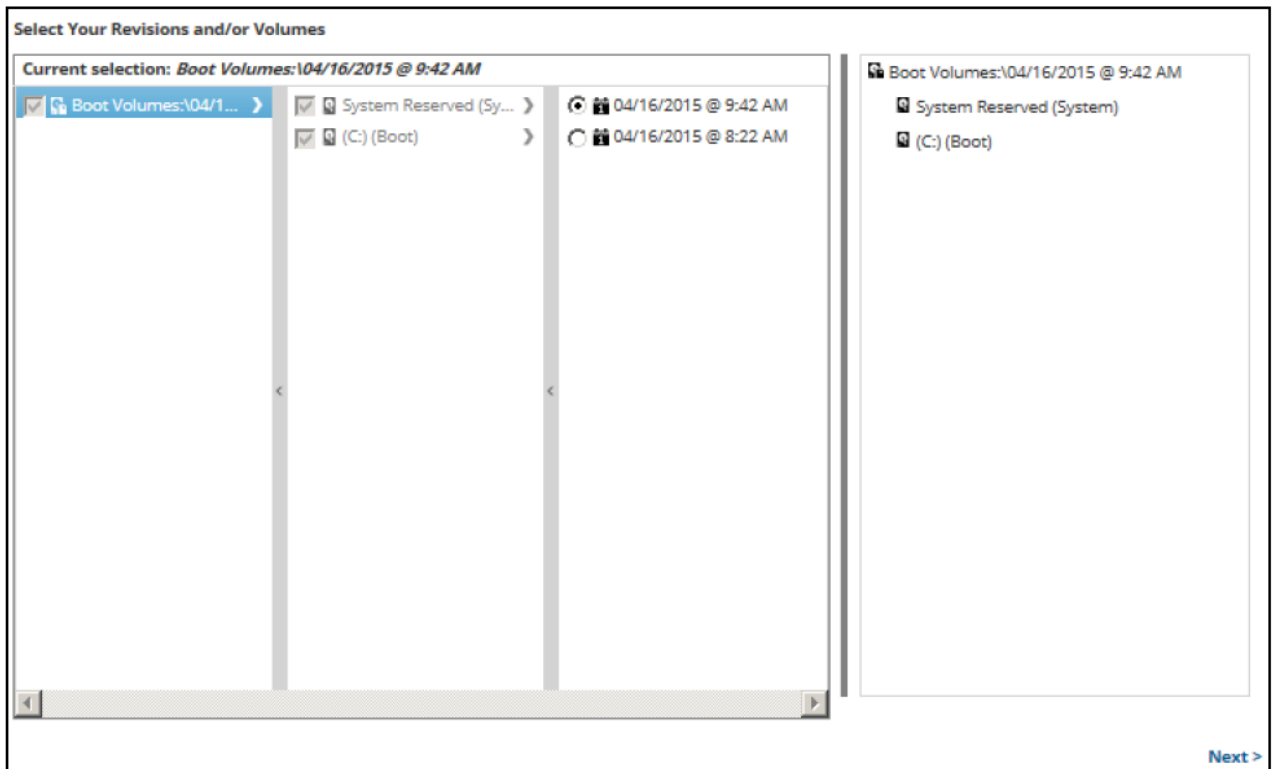 Select Your Revisions and/or Volumes
Current selection: Boot Volumes:\04/16/2015 @ 9:42 AM
Boot Volumes:\04/1...
System Reserved (Sy...
(C:) (Boot)
04/16/2015 @ 9:42 AM
04/16/2015 @ 8:22 AM
Boot Volumes:\04/16/2015 @ 9:42 AM
System Reserved (System)
(C:) (Boot)
Next >